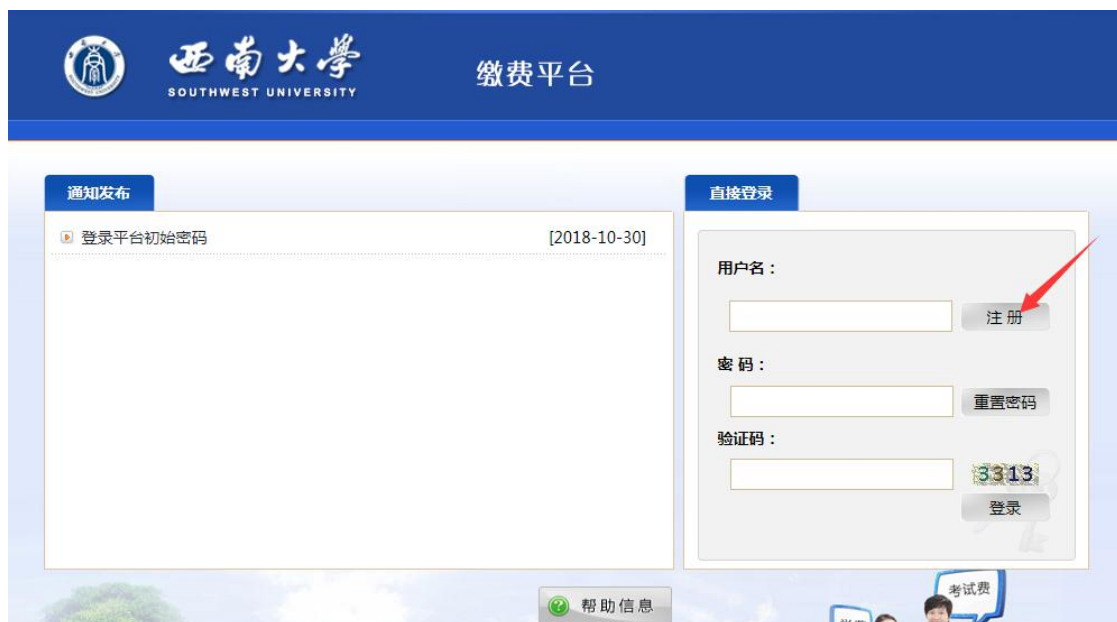 西南大學
SOUTHWEST UNIVERSITY
缴费平台
通知发布
登录平台初始密码 [2018-10-30]
直接登录
用户名：
注 册
密 码：
重置密码
验证码：
3313
登录
帮助信息
考试费